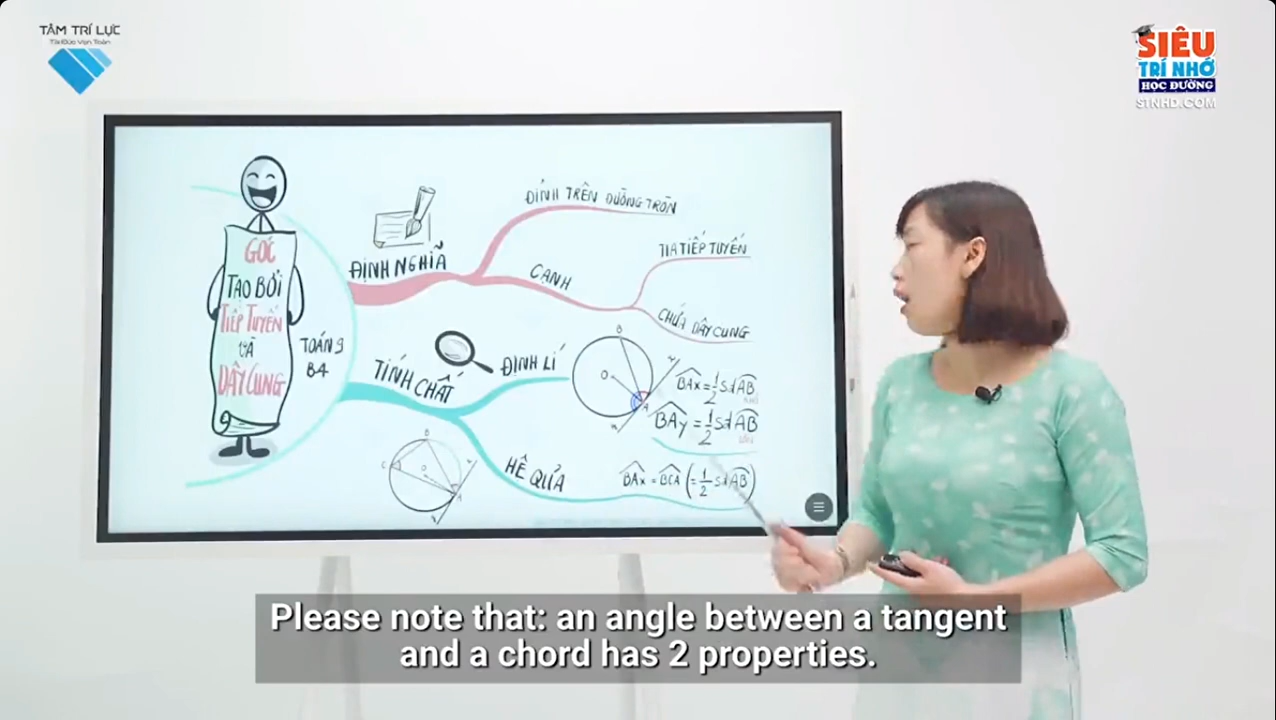 TÂM TRÍ LỰC
SIÊU
TRÍ NHỚ
HỌC ĐƯỜNG
STNHD.COM
GÓC
TẠO BỞI
TIẾP TUYẾN
VÀ
DÂY CUNG
TOÁN 9
B4
ĐỊNH NGHĨA
ĐỈNH TRÊN ĐƯỜNG TRÒN
CẠNH
TIA TIẾP TUYẾN
CHỨA DÂY CUNG
TÍNH CHẤT
ĐỊNH LÍ
B
O
A
BAx = 1/2 sđ AB
NHỎ
BAy = 1/2 sđ AB
LỚN
HỆ QUẢ
B
C
O
A
BAx = BCA (= 1/2 sđ AB)
Please note that: an angle between a tangent
and a chord has 2 properties.